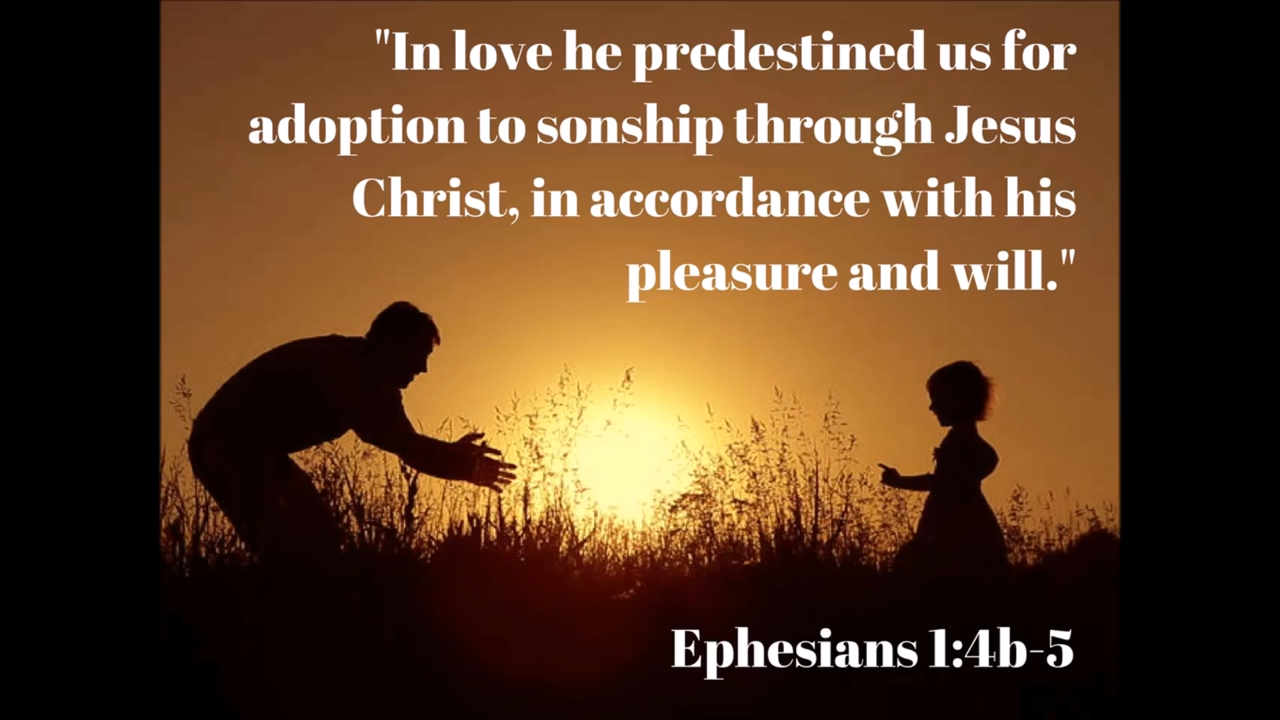 "In love he predestined us for
adoption to sonship through Jesus
Christ, in accordance with his
pleasure and will."
Ephesians 1:4b-5